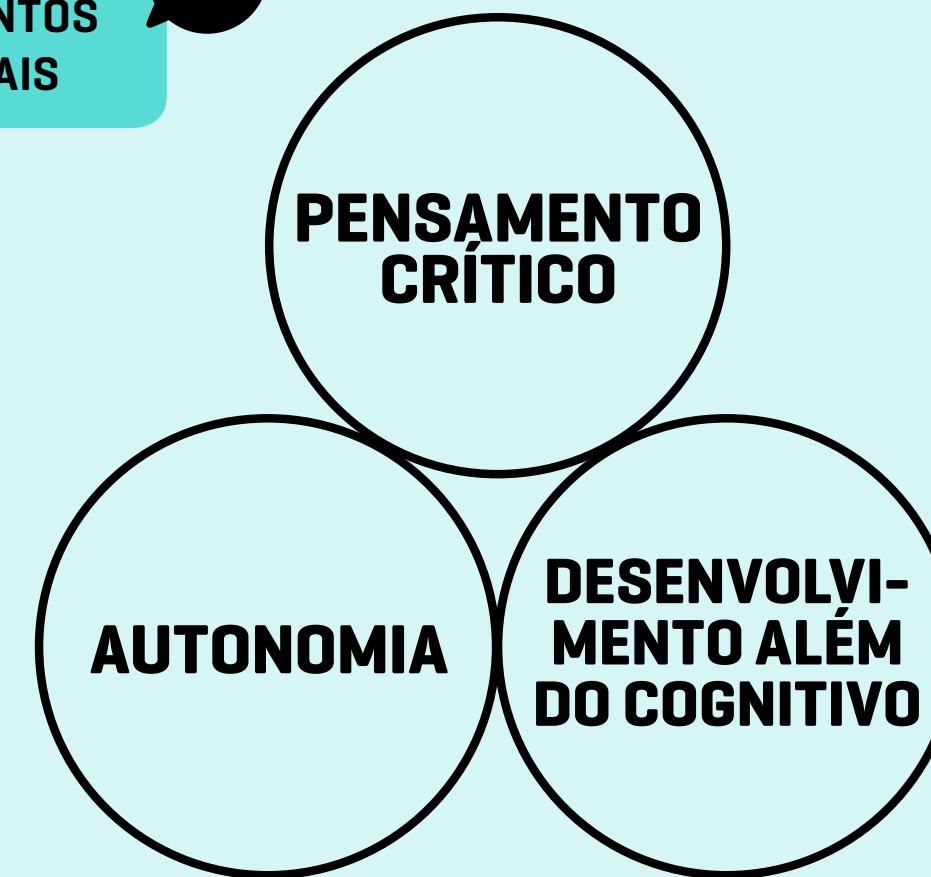 NTOS
AIS
PENSAMENTO
CRÍTICO
AUTONOMIA
DESENVOLVI-
MENTO ALÉM
DO COGNITIVO